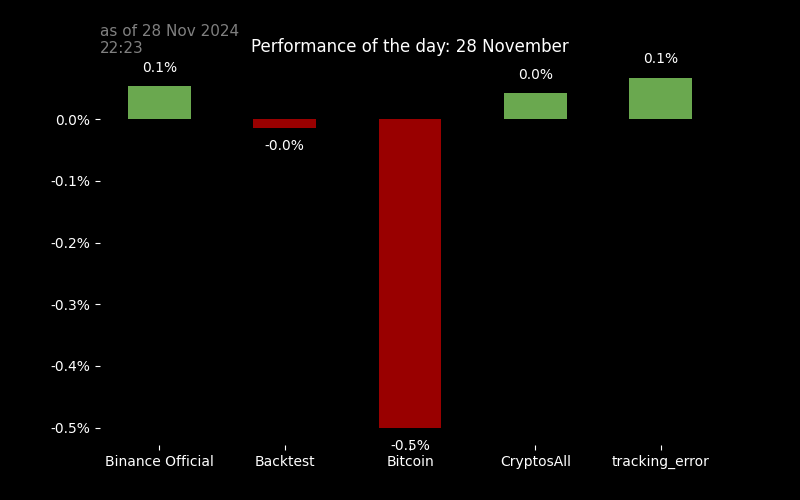 as of 28 Nov 2024
22:23
Performance of the day: 28 November
0.1%
-0.0%
-0.5%
0.0%
0.1%
0.0%
-0.1%
-0.2%
-0.3%
-0.4%
-0.5%
Binance Official
Backtest
Bitcoin
CryptosAll
tracking_error